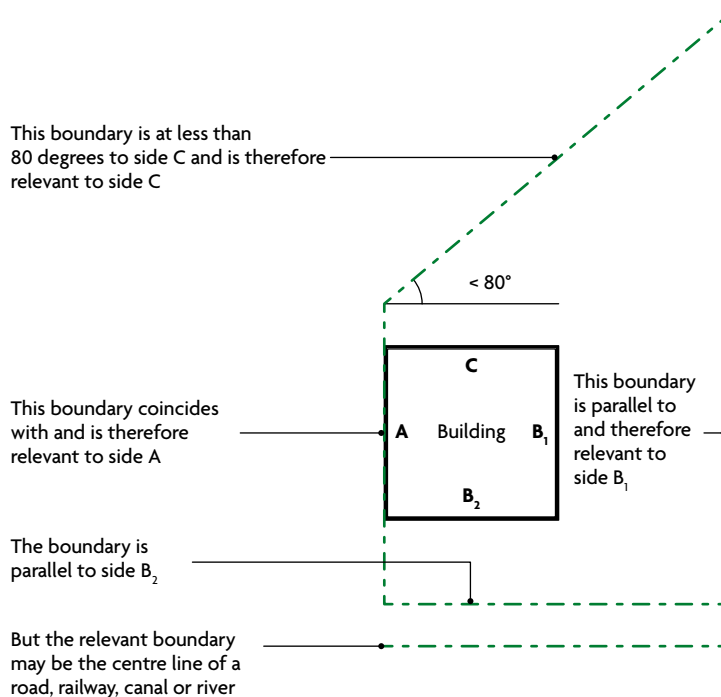 This boundary is at less than
80 degrees to side C and is therefore
relevant to side C
< 80°
C
This boundary coincides
with and is therefore
relevant to side A
A Building B₁
B₂
This boundary
is parallel to
and therefore
relevant to
side B₁
The boundary is
parallel to side B₂
But the relevant boundary
may be the centre line of a
road, railway, canal or river